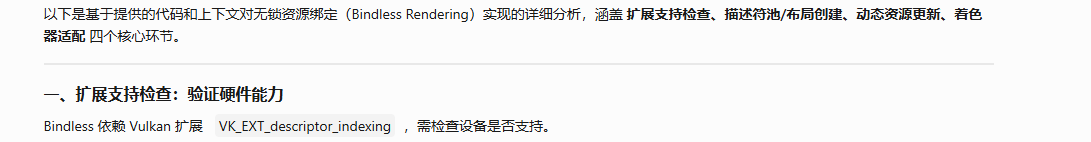 以下是基于提供的代码和上下文对无锁资源绑定（Bindless Rendering）实现的详细分析，涵盖 扩展支持检查、描述符池/布局创建、动态资源更新、着色
器适配 四个核心环节。
一、扩展支持检查：验证硬件能力
Bindless 依赖 Vulkan 扩展 VK_EXT_descriptor_indexing ，需检查设备是否支持。